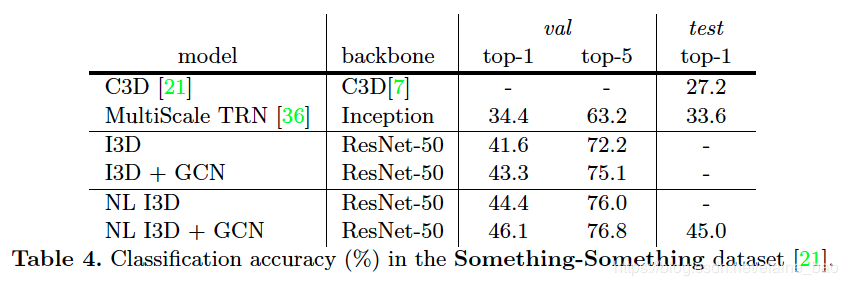 val test
model backbone top-1 top-5 top-1
C3D [21] C3D[7] - - 27.2
MultiScale TRN [36] Inception 34.4 63.2 33.6
I3D ResNet-50 41.6 72.2 -
I3D + GCN ResNet-50 43.3 75.1 -
NL I3D ResNet-50 44.4 76.0 -
NL I3D + GCN ResNet-50 46.1 76.8 45.0
Table 4. Classification accuracy (%) in the Something-Something dataset [21].